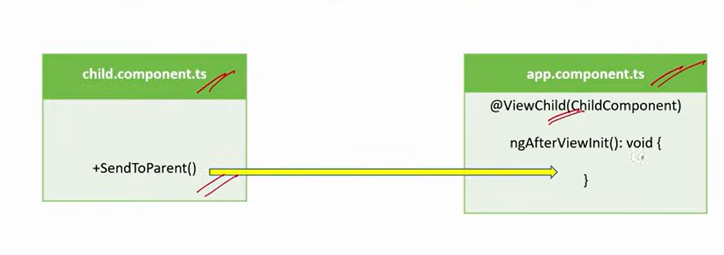 child.component.ts
+SendToParent()
app.component.ts
@ViewChild(ChildComponent)
ngAfterViewInit(): void {
}